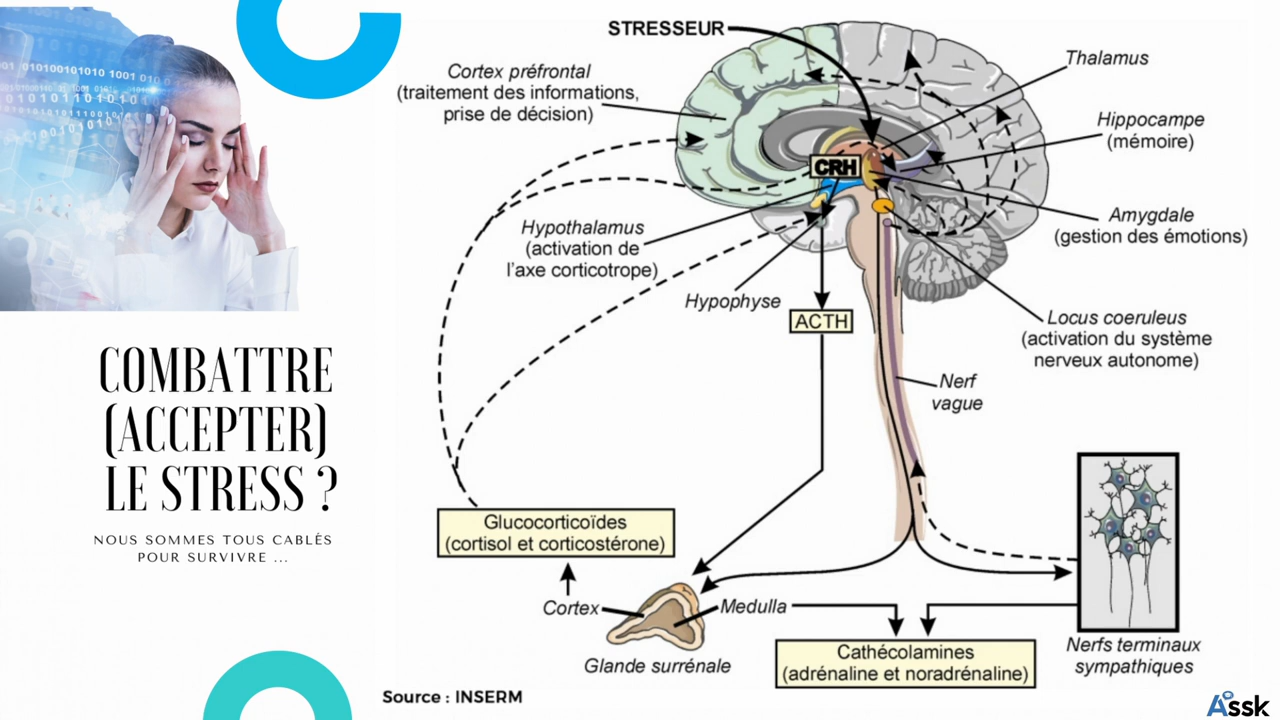 COMBATTRE
(ACCEPTER)
LE STRESS ?
NOUS SOMMES TOUS CABLÉS
POUR SURVIVRE ...
STRESSEUR
Cortex préfrontal
(traitement des informations,
prise de décision)
Thalamus
Hippocampe
(mémoire)
CRH
Hypothalamus
(activation de
l'axe corticotrope)
Amygdale
(gestion des émotions)
Hypophyse
ACTH
Locus coeruleus
(activation du système
nerveux autonome)
Nerf
vague
Glucocorticoïdes
(cortisol et corticostérone)
Cortex
Medulla
Glande surrénale
Cathécolamines
(adrénaline et noradrénaline)
Nerfs terminaux
sympathiques
Source : INSERM
Assk